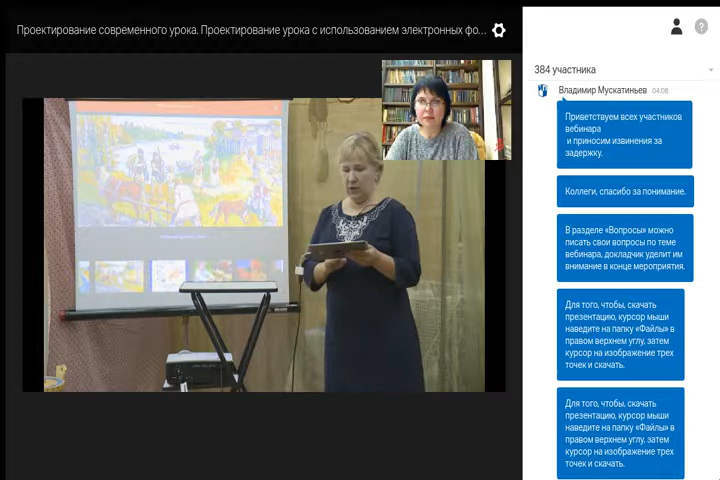 Проектирование современного урока. Проектирование урока с использованием электронных фо...
384 участника
Владимир Мускатиньев 04:08
Приветствуем всех участников
вебинара
и приносим извинения за
задержку.
Коллеги, спасибо за понимание.
В разделе «Вопросы» можно
писать свои вопросы по теме
вебинара, докладчик уделит им
внимание в конце мероприятия.
Для того, чтобы, скачать
презентацию, курсор мыши
наведите на папку «Файлы» в
правом верхнем углу, затем
курсор на изображение трех
точек и скачать.
Для того, чтобы, скачать
презентацию, курсор мыши
наведите на папку «Файлы» в
правом верхнем углу, затем
курсор на изображение трех
точек и скачать.